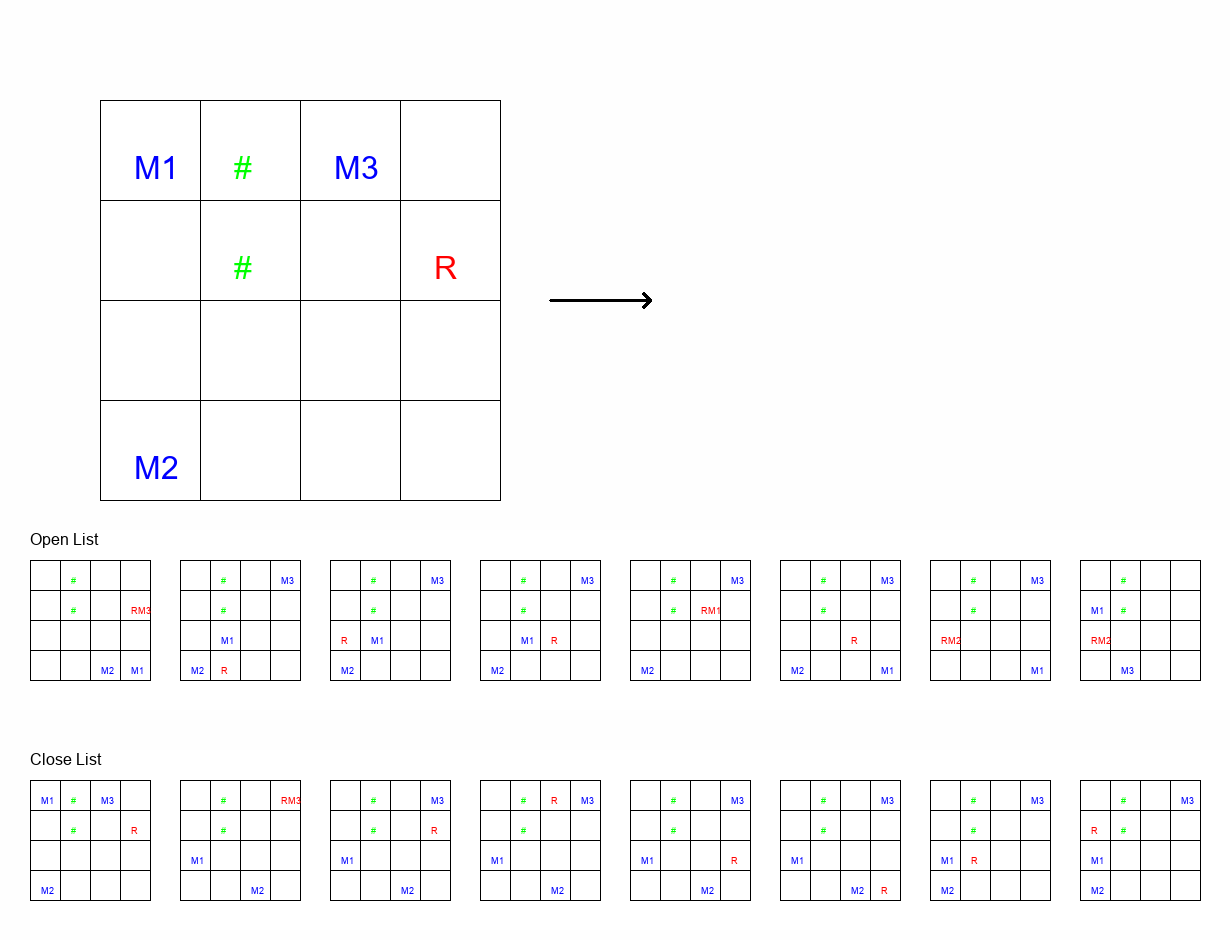 M1 # M3
# R
M2
Open List
# # M3 # M3 # M3 # M3 # M3 # M3 #
# RM3 # # # # RM1 # # M1 #
M1 R M1 M1 R R RM2 RM2
M2 M1 M2 R M2 M2 M2 M2 M1 M1 M3
Close List
M1 # M3 # RM3 # M3 # R M3 # M3 # M3 # M3 # M3
# R # # R # # # # R #
M1 M1 M1 M1 R M1 M1 R M1
M2 M2 M2 M2 M2 M2 R M2 M2